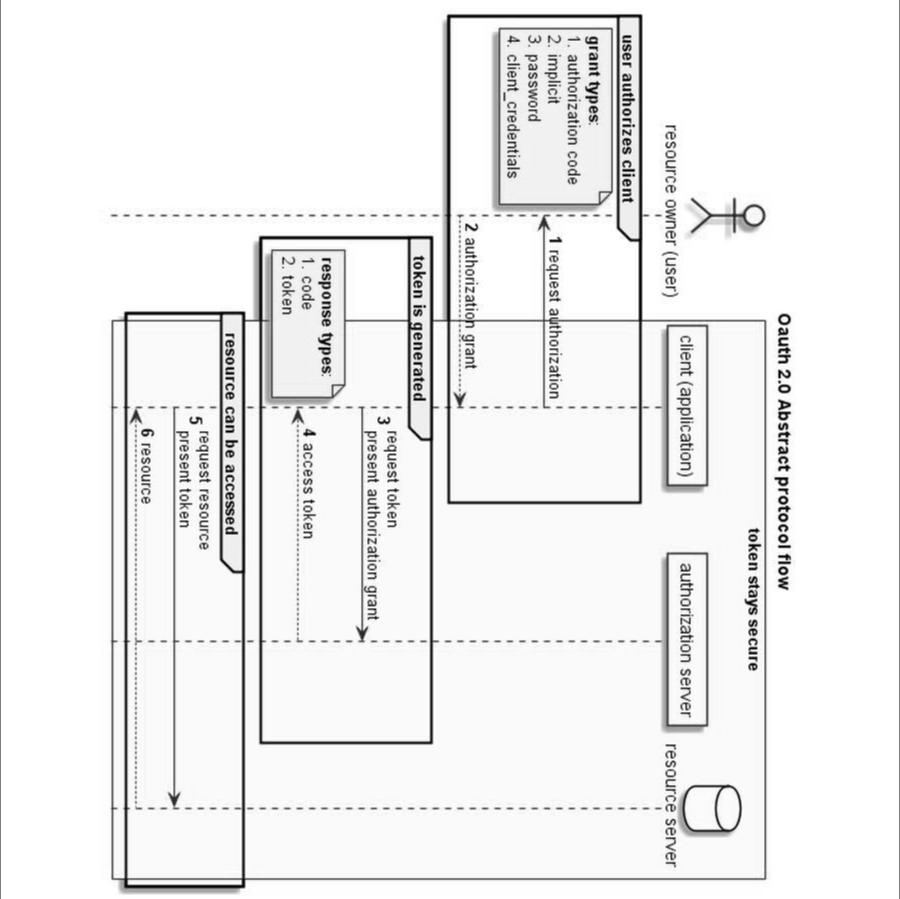 Oauth 2.0 Abstract protocol flow
token stays secure
resource owner (user)
client (application)
authorization server
resource server
user authorizes client
grant types:
1. authorization code
2. implicit
3. password
4. client_credentials
1 request authorization
2 authorization grant
token is generated
response types:
1. code
2. token
3 request token
present authorization grant
4 access token
resource can be accessed
5 request resource
present token
6 resource